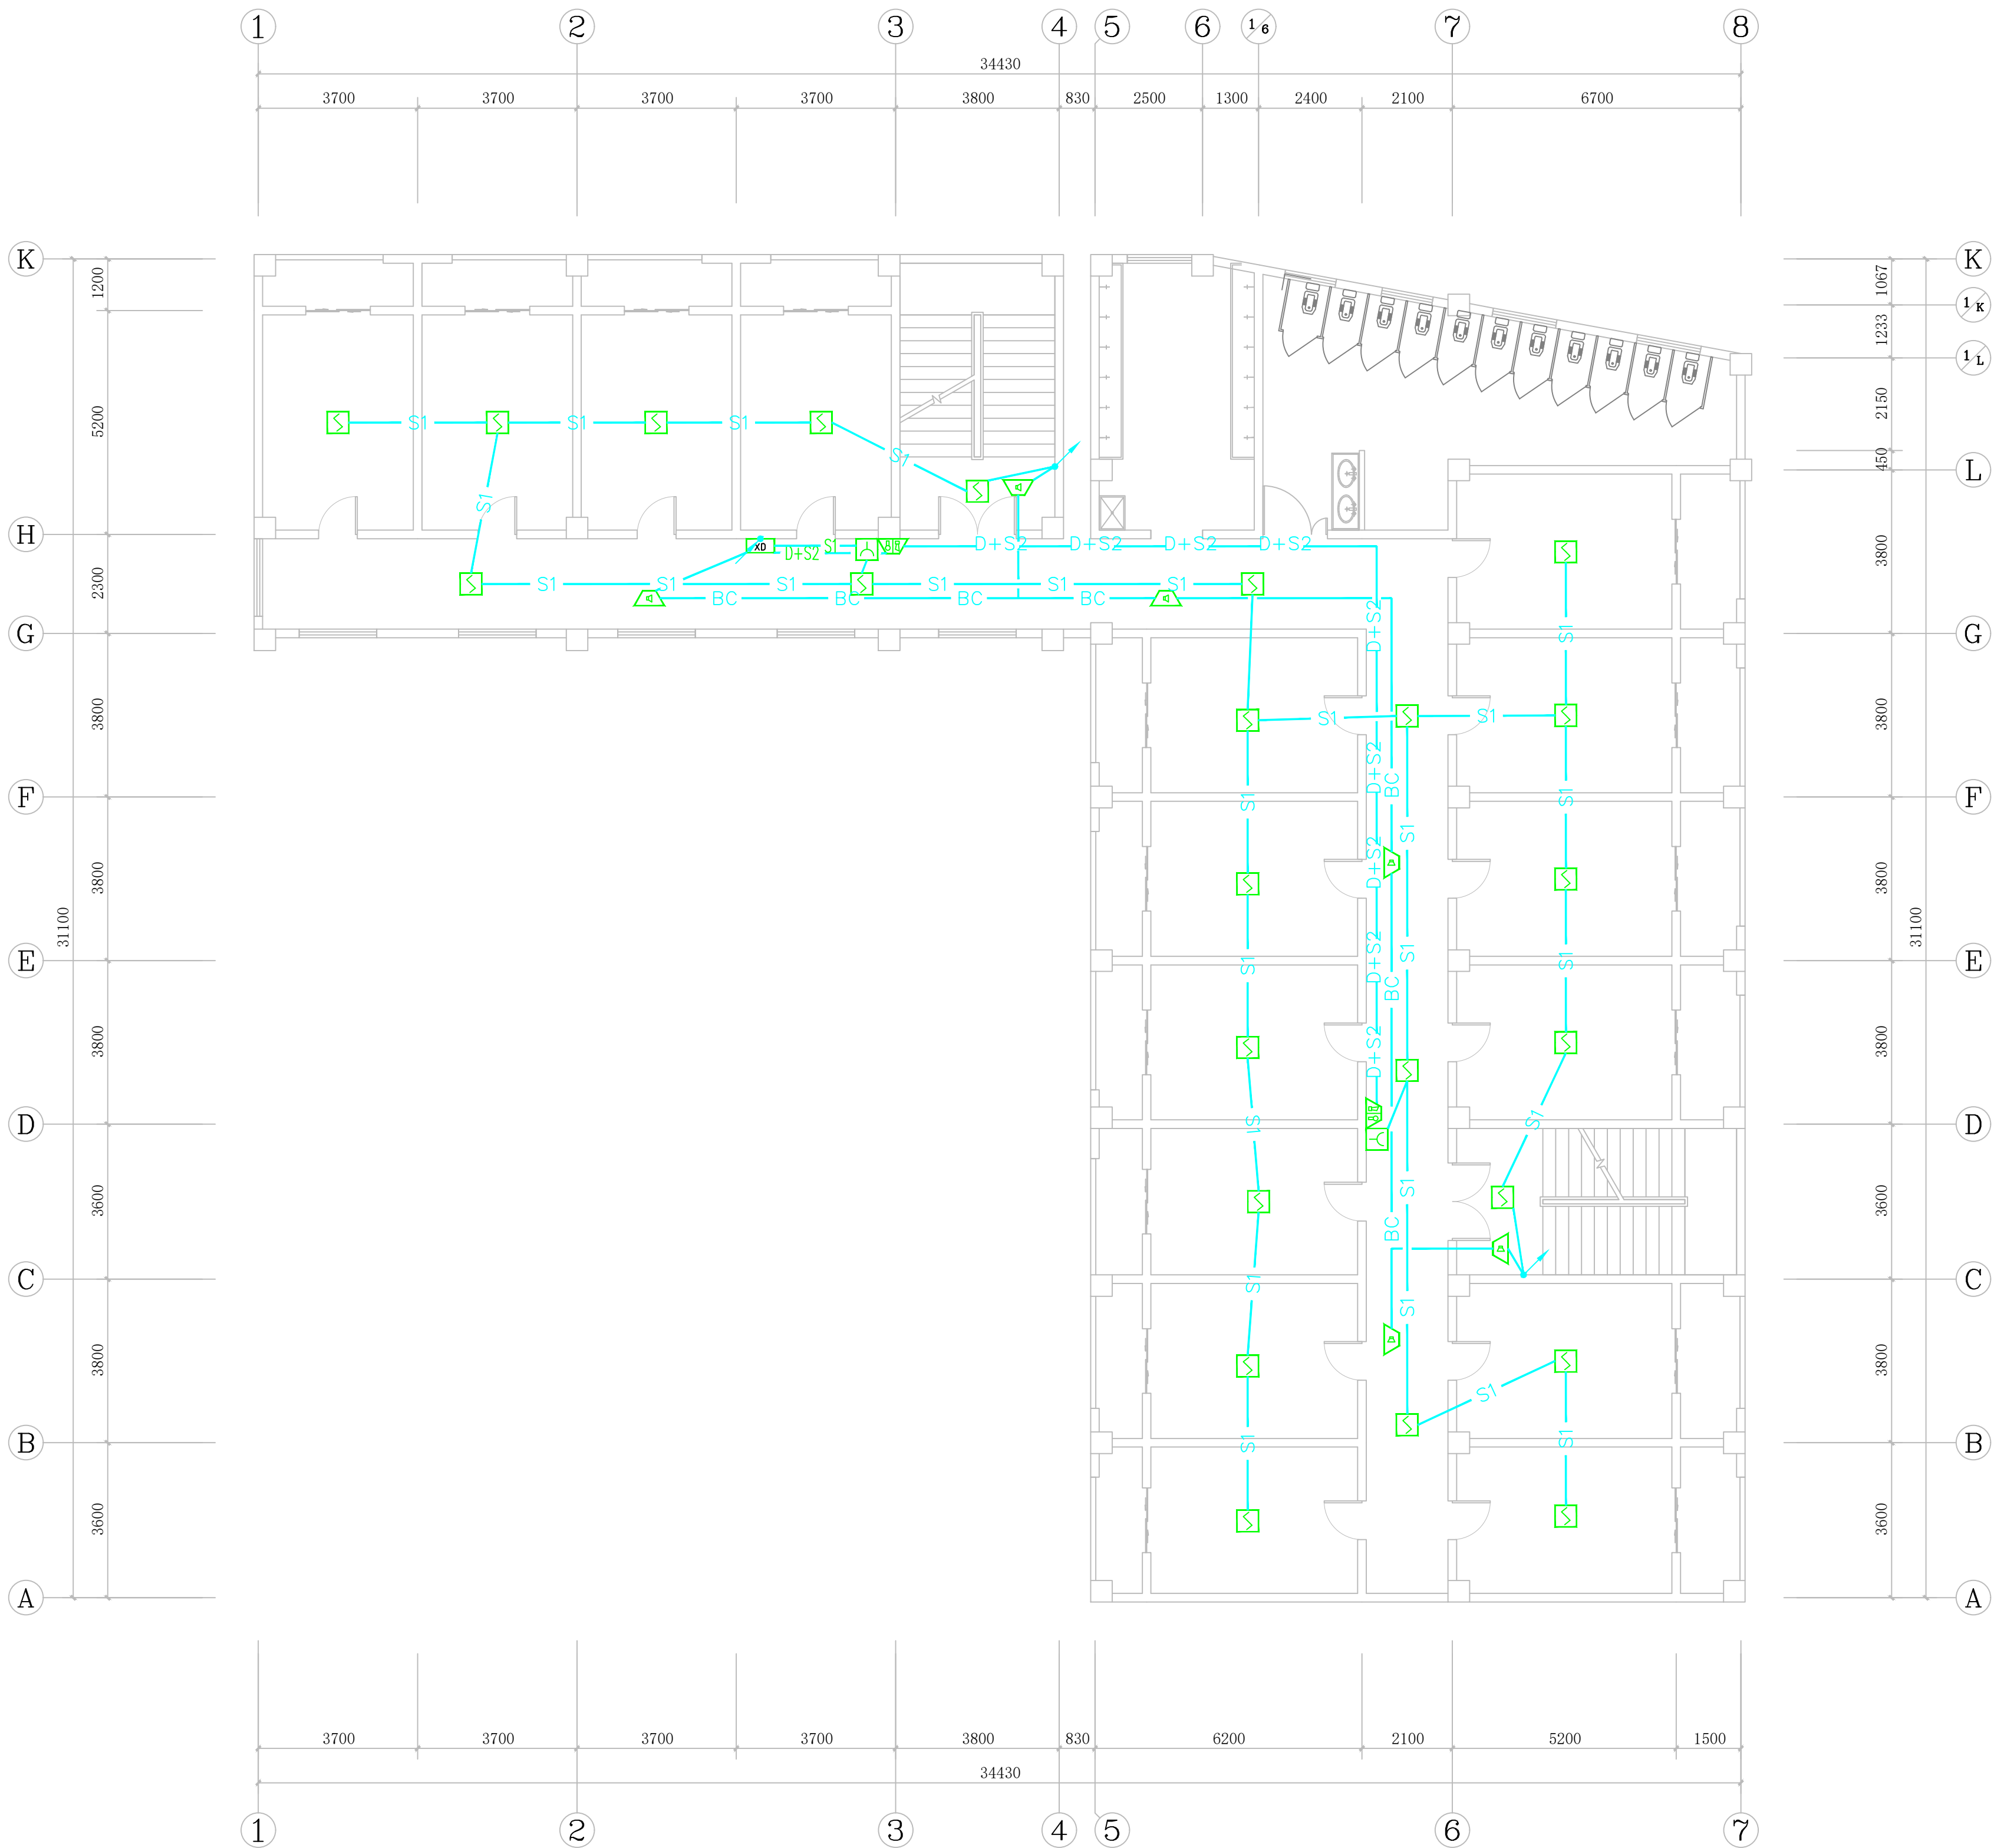 1 2 3 4 5 6 1/6 7 8
34430
3700 3700 3700 3700 3800 830 2500 1300 2400 2100 6700
K K
1200 1067
1/K
1233
1/L
5200 2150
S1 S1 S1
S1 450
L
S1
H H
XD S1 D+S2 D+S2 D+S2 D+S2 D+S2
2300 3800
S1 S1 S1 S1 S1 S1
BC BC BC BC
G D+S2 S1 G
3800 S1 S1 3800
D+S2
BC
F S1 S1 F
S1
D+S2
3800 3800
31100 31100
E S1 D+S2 S1 S1 E
BC
3800 D+S2 3800
D S1 S1 D
3600 S1 3600
BC
C S1 S1 C
3800 3800
S1
B S1 S1 B
3600 3600
A A
3700 3700 3700 3700 3800 830 6200 2100 5200 1500
34430
1 2 3 4 5 6 7